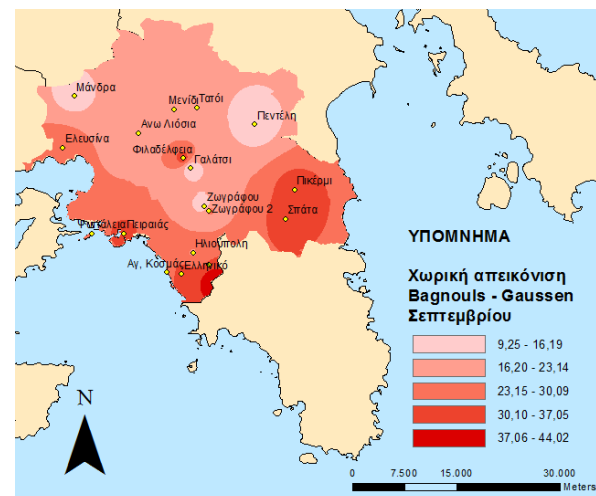 Μάνδρα
Μενίδι Τατόι
Πεντέλη
Ανω Λιόσια
Ελευσίνα
Φιλαδέλφεια
Γαλάτσι
Πικέρμι
Ζωγράφου
Ζωγράφου 2
Σπάτα
Πειραιάς
Ηλιούπολη
Αγ. Κοσμάς
Ελληνικό
ΥΠΟΜΝΗΜΑ
Χωρική απεικόνιση
Bagnouls - Gaussen
Σεπτεμβρίου
9,25 - 16,19
16,20 - 23,14
23,15 - 30,09
30,10 - 37,05
37,06 - 44,02
N
0 7.500 15.000 30.000
Meters